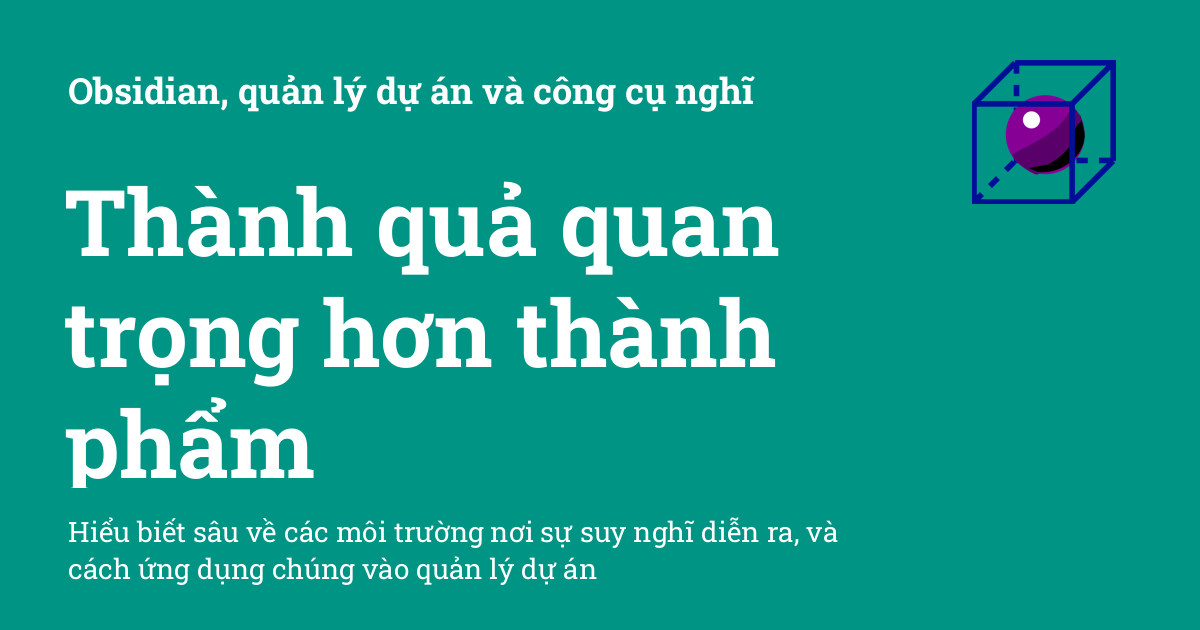 Obsidian, quản lý dự án và công cụ nghĩ
Thành quả quan
trọng hơn thành
phẩm
Hiểu biết sâu về các môi trường nơi sự suy nghĩ diễn ra, và
cách ứng dụng chúng vào quản lý dự án